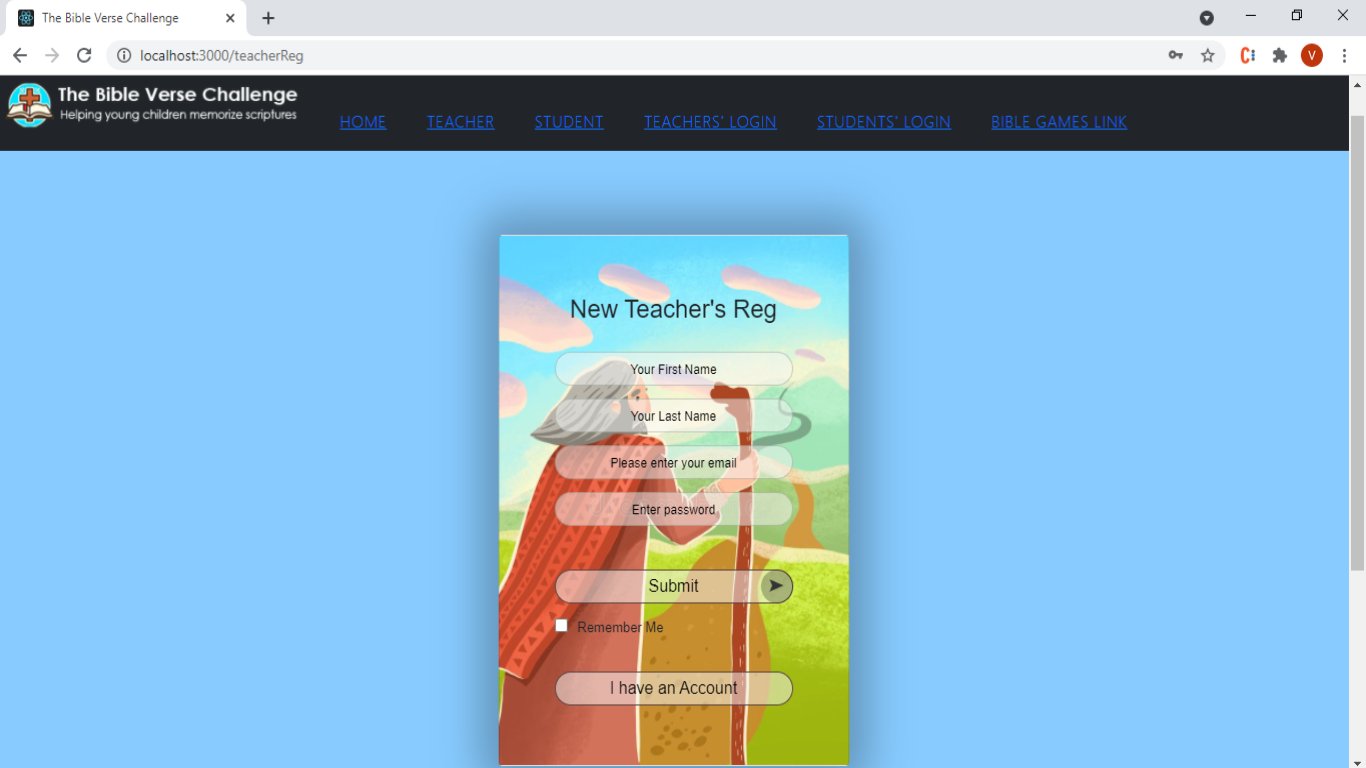 The Bible Verse Challenge
localhost:3000/teacherReg
V
The Bible Verse Challenge
Helping young children memorize scriptures
HOME TEACHER STUDENT TEACHERS' LOGIN STUDENTS' LOGIN BIBLE GAMES LINK
New Teacher's Reg
Your First Name
Your Last Name
Please enter your email
Enter password
Submit
Remember Me
I have an Account